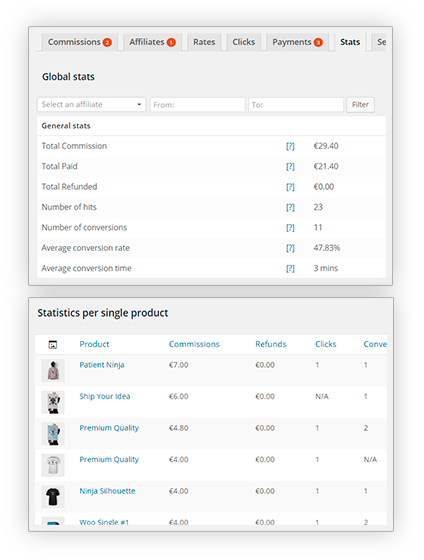 Commissions 2 Affiliates 1 Rates Clicks Payments 3 Stats Se
Global stats
Select an affiliate From: To: Filter
General stats
Total Commission [?] €29.40
Total Paid [?] €21.40
Total Refunded [?] €0.00
Number of hits [?] 23
Number of conversions [?] 11
Average conversion rate [?] 47.83%
Average conversion time [?] 3 mins
Statistics per single product
Product Commissions Refunds Clicks Conve
Patient Ninja €7.00 €0.00 1 1
Ship Your Idea €6.00 €0.00 N/A 1
Premium Quality €4.80 €0.00 1 2
Premium Quality €4.00 €0.00 1 N/A
Ninja Silhouette €4.00 €0.00 1 1
Woo Single #1 €4.00 €0.00 1 2